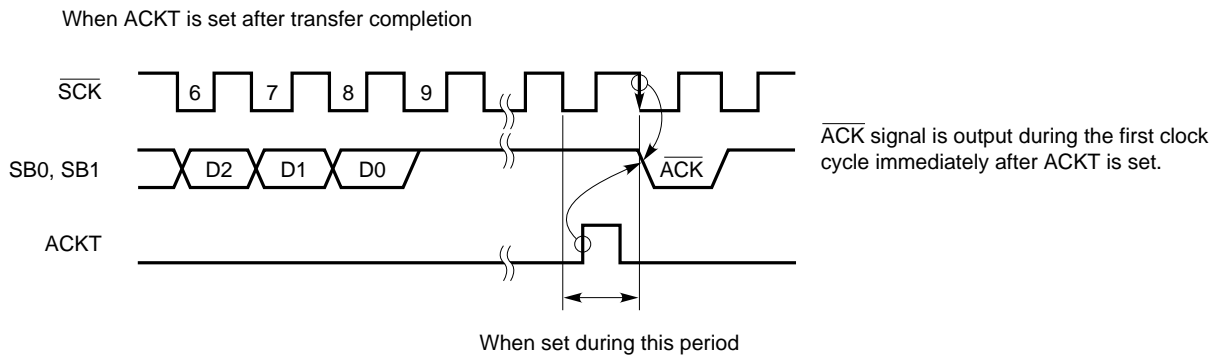 When ACKT is set after transfer completion
SCK
6 7 8 9
SB0, SB1
D2 D1 D0
ACK
ACK signal is output during the first clock
cycle immediately after ACKT is set.
ACKT
When set during this period